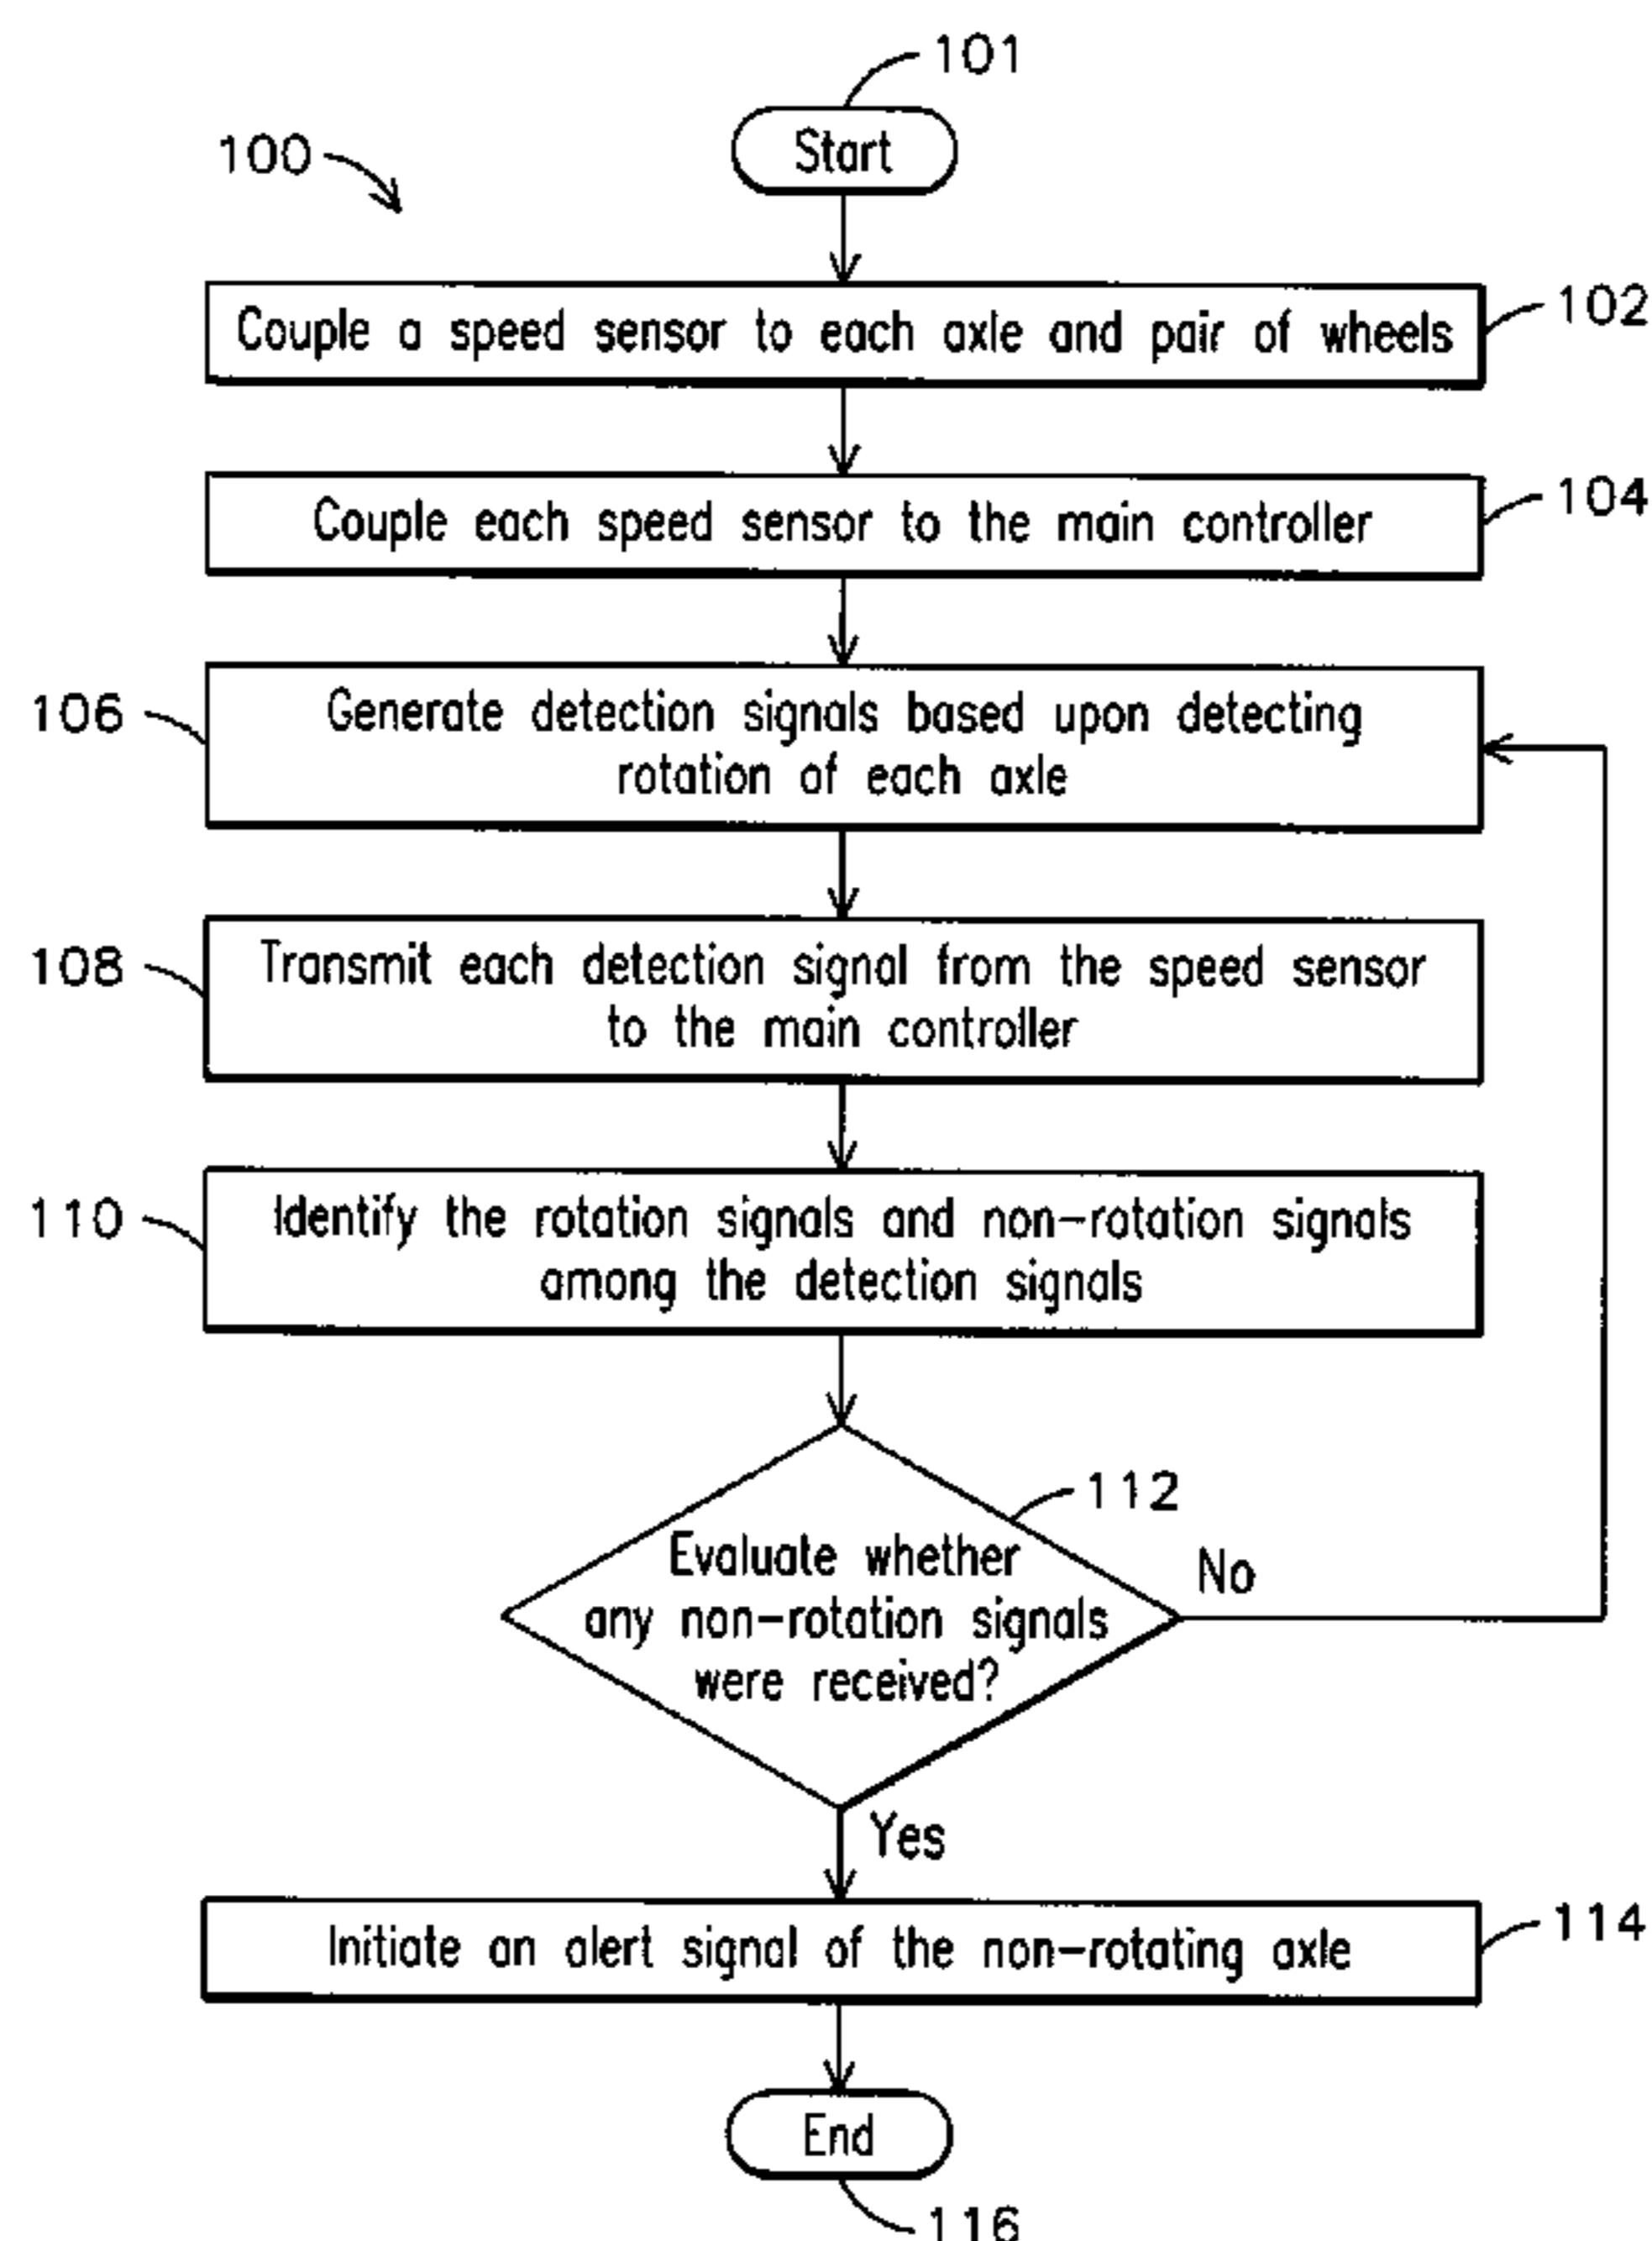 101
Start
100
Couple a speed sensor to each axle and pair of wheels
102
Couple each speed sensor to the main controller
104
106
Generate detection signals based upon detecting
rotation of each axle
108
Transmit each detection signal from the speed sensor
to the main controller
110
Identify the rotation signals and non-rotation signals
among the detection signals
112
Evaluate whether
any non-rotation signals
were received?
No
Yes
Initiate an alert signal of the non-rotating axle
114
End
116